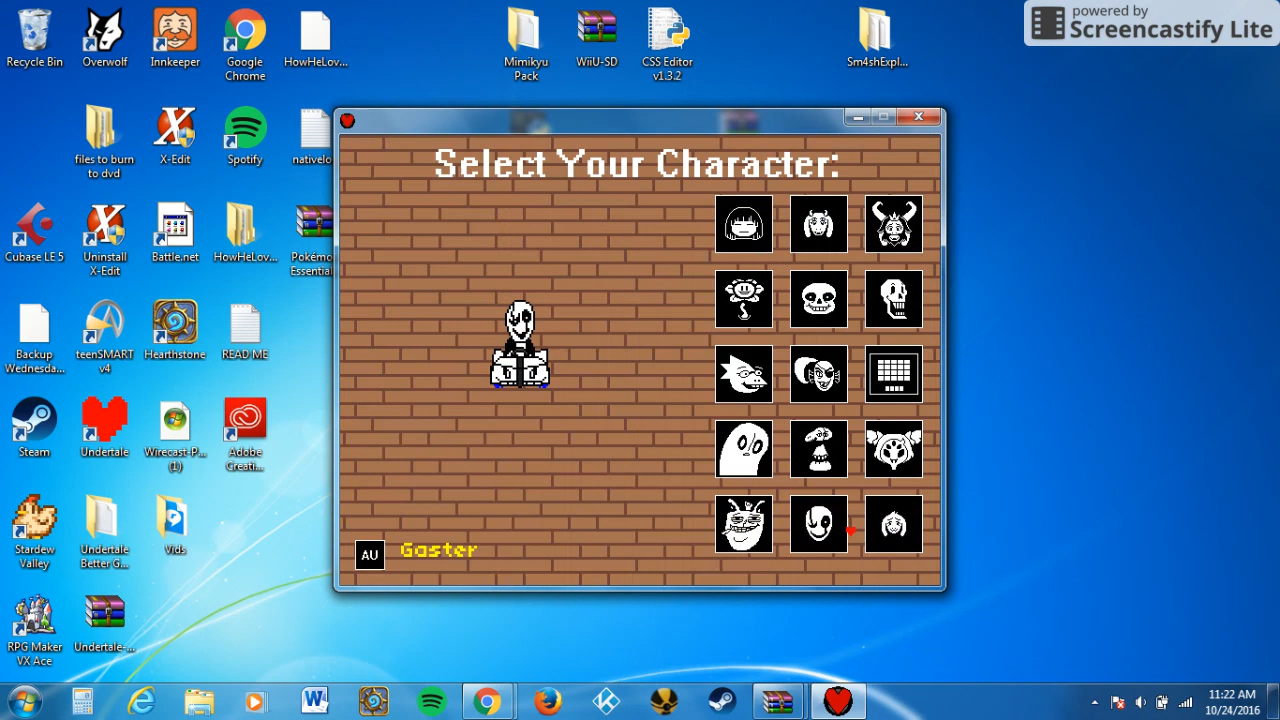 powered by
Screencastify Lite
Recycle Bin
Overwolf
Innkeeper
Google
Chrome
HowHeLov...
Mimikyu
Pack
WiiU-SD
CSS Editor
v1.3.2
Sm4shExpl...
files to burn
to dvd
X-Edit
Spotify
nativelo
Select Your Character:
Cubase LE 5
Uninstall
X-Edit
Battle.net
HowHeLov...
Pokémo
Essential
Backup
Wednesda...
teenSMART
v4
Hearthstone
READ ME
Steam
Undertale
Wirecast-P...
(1)
Adobe
Creati...
Stardew
Valley
Undertale
Better G...
Vids
AU
Gaster
RPG Maker
VX Ace
Undertale-...
11:22 AM
10/24/2016